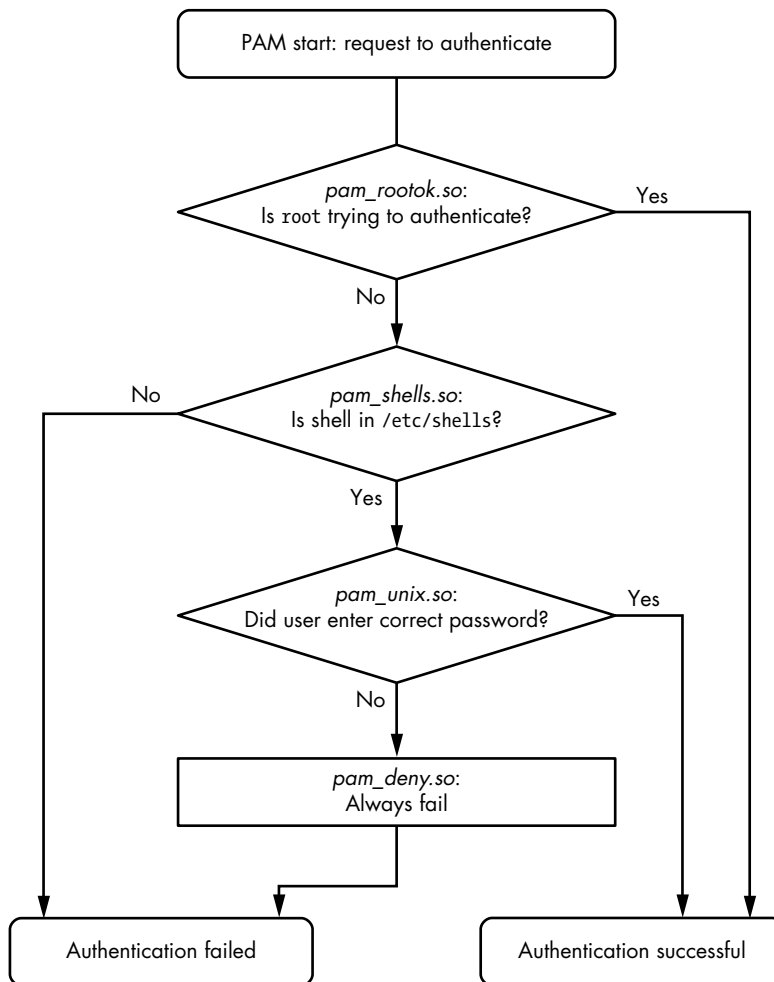 PAM start: request to authenticate
pam_rootok.so:
Is root trying to authenticate?
Yes
No
No
pam_shells.so:
Is shell in /etc/shells?
Yes
pam_unix.so:
Did user enter correct password?
Yes
No
pam_deny.so:
Always fail
Authentication failed
Authentication successful